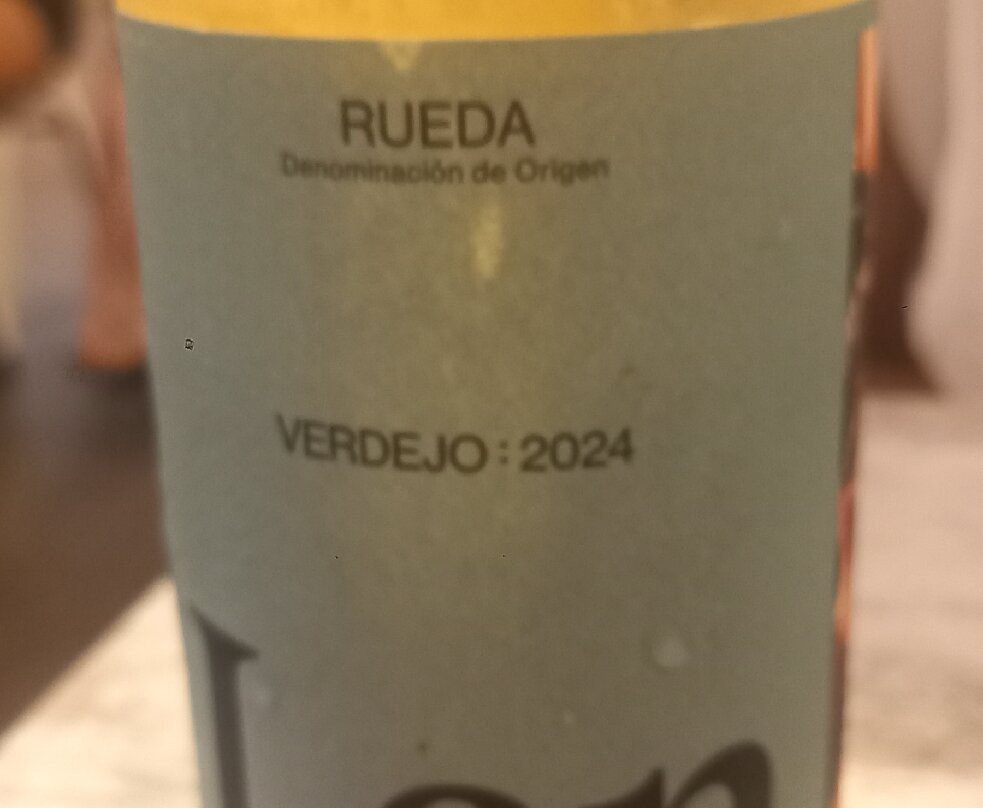 RUEDA
Denominación de Origen
VERDEJO : 2024